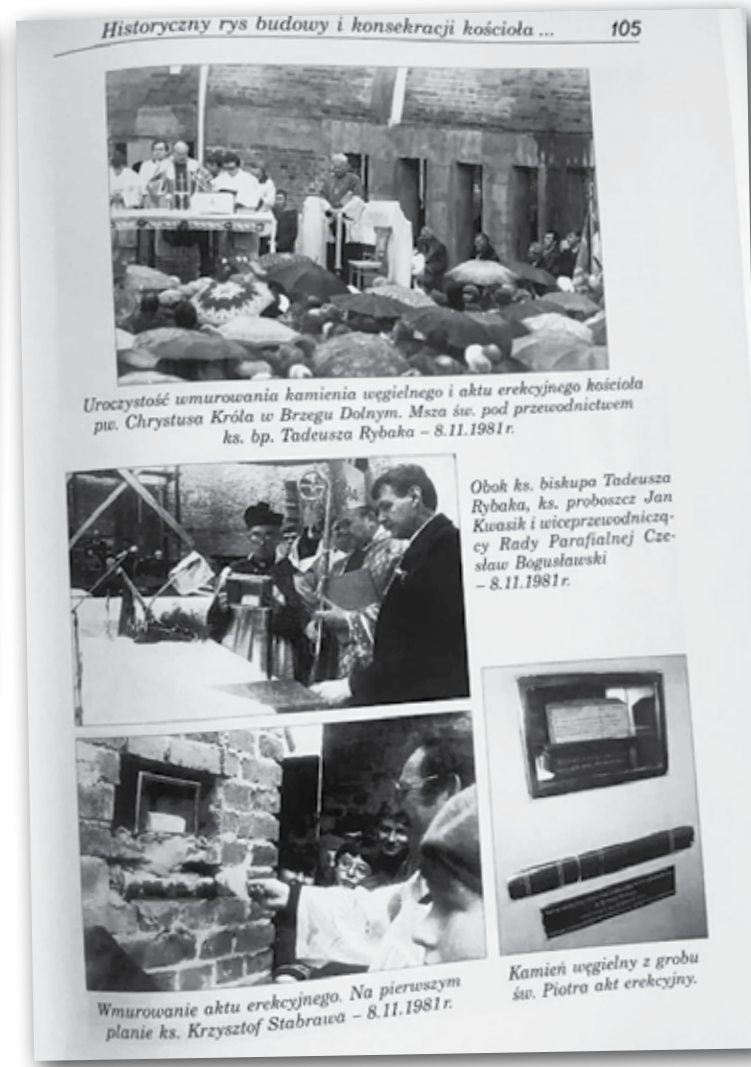 Historyczny rys budowy i konsekracji kościoła ... 105
Uroczystość wmurowania kamienia węgielnego i aktu erekcyjnego kościoła
pw. Chrystusa Króla w Brzegu Dolnym. Msza św. pod przewodnictwem
ks. bp. Tadeusza Rybaka – 8.11.1981 r.
Obok ks. biskupa Tadeusza
Rybaka, ks. proboszcz Jan
Kwasik i wiceprzewodniczą-
cy Rady Parafialnej Cze-
sław Bogusławski
– 8.11.1981 r.
Wmurowanie aktu erekcyjnego. Na pierwszym
planie ks. Krzysztof Stabrawa – 8.11.1981 r.
Kamień węgielny z grobu
św. Piotra akt erekcyjny.